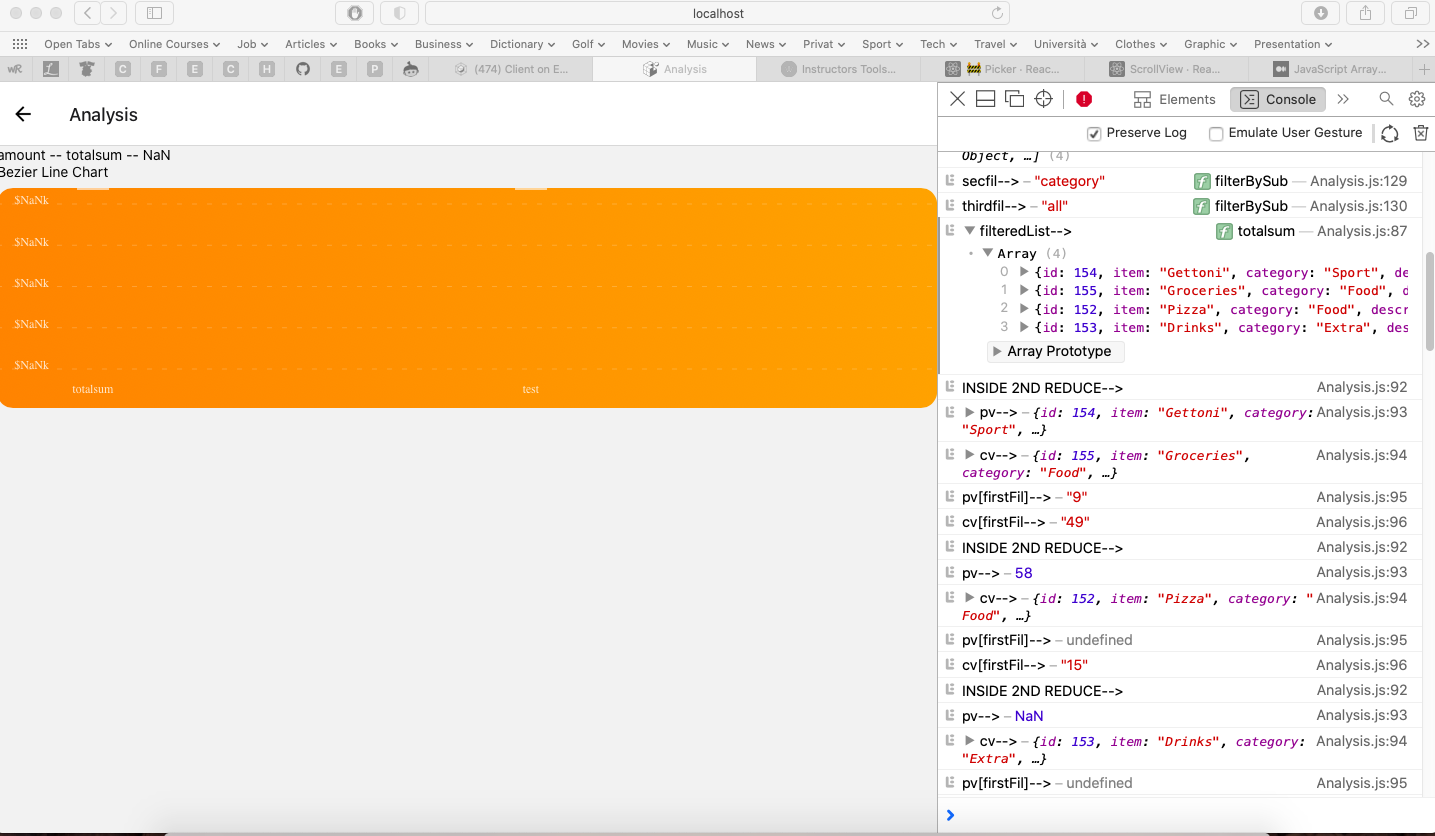 localhost
Open Tabs
Online Courses
Job
Articles
Books
Business
Dictionary
Golf
Movies
Music
News
Privat
Sport
Tech
Travel
Università
Clothes
Graphic
Presentation
wR
C
F
E
C
H
E
P
(474) Client on E...
Analysis
Instructors Tools...
🚧 Picker · Reac...
ScrollView · Rea...
JavaScript Array...
Analysis
amount -- totalsum -- NaN
Bezier Line Chart
$NaNk
$NaNk
$NaNk
$NaNk
$NaNk
totalsum test
Elements Console
Preserve Log Emulate User Gesture
Object, …] (4)
secfil--> – "category" f filterBySub — Analysis.js:129
thirdfil--> – "all" f filterBySub — Analysis.js:130
filteredList--> f totalsum — Analysis.js:87
Array (4)
0 {id: 154, item: "Gettoni", category: "Sport", de
1 {id: 155, item: "Groceries", category: "Food", d
2 {id: 152, item: "Pizza", category: "Food", descr
3 {id: 153, item: "Drinks", category: "Extra", des
Array Prototype
INSIDE 2ND REDUCE--> Analysis.js:92
pv--> – {id: 154, item: "Gettoni", category: Analysis.js:93
"Sport", …}
cv--> – {id: 155, item: "Groceries", Analysis.js:94
category: "Food", …}
pv[firstFil]--> – "9" Analysis.js:95
cv[firstFil--> – "49" Analysis.js:96
INSIDE 2ND REDUCE--> Analysis.js:92
pv--> – 58 Analysis.js:93
cv--> – {id: 152, item: "Pizza", category: " Analysis.js:94
Food", …}
pv[firstFil]--> – undefined Analysis.js:95
cv[firstFil--> – "15" Analysis.js:96
INSIDE 2ND REDUCE--> Analysis.js:92
pv--> – NaN Analysis.js:93
cv--> – {id: 153, item: "Drinks", category: Analysis.js:94
"Extra", …}
pv[firstFil]--> – undefined Analysis.js:95